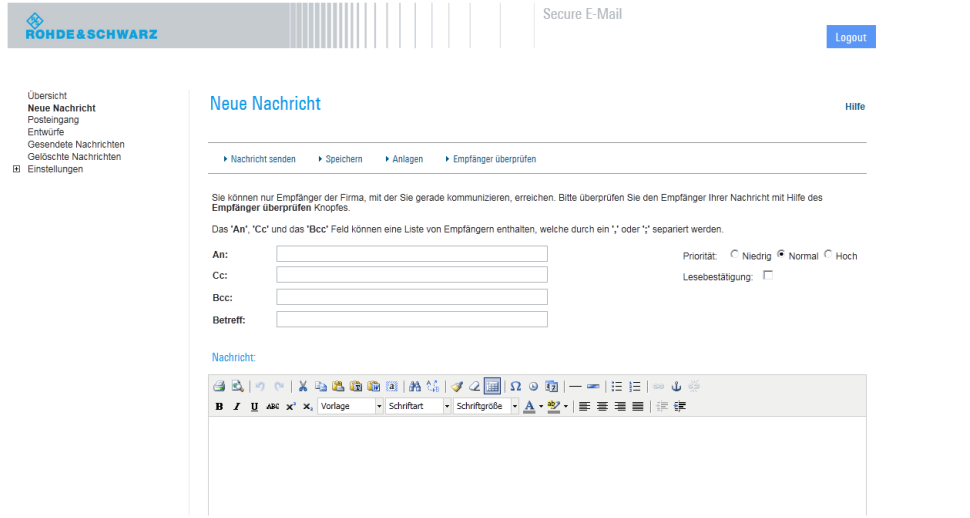 Secure E-Mail
ROHDE&SCHWARZ
Logout
Übersicht
Neue Nachricht
Posteingang
Entwürfe
Gesendete Nachrichten
Gelöschte Nachrichten
Einstellungen
Neue Nachricht
Hilfe
Nachricht senden Speichern Anlagen Empfänger überprüfen
Sie können nur Empfänger der Firma, mit der Sie gerade kommunizieren, erreichen. Bitte überprüfen Sie den Empfänger Ihrer Nachricht mit Hilfe des
Empfänger überprüfen Knopfes.
Das 'An', 'Cc' und das 'Bcc' Feld können eine Liste von Empfängern enthalten, welche durch ein ',' oder ';' separiert werden.
An:
Priorität: Niedrig Normal Hoch
Cc:
Lesebestätigung:
Bcc:
Betreff:
Nachricht:
B I U ABC x² x₂ Vorlage Schriftart Schriftgröße A ab